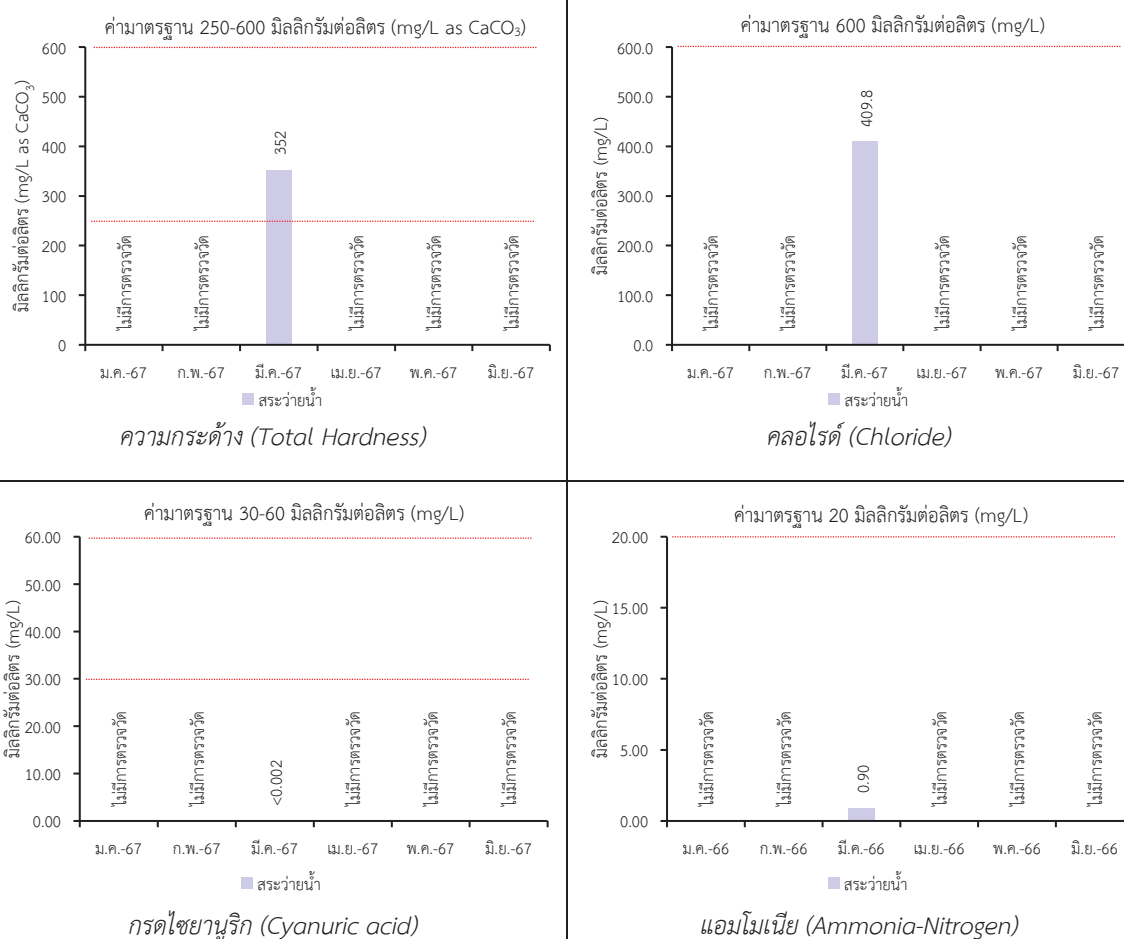 ค่ามาตรฐาน 250-600 มิลลิกรัมต่อลิตร (mg/L as CaCO₃)
มิลลิกรัมต่อลิตร (mg/L as CaCO₃)
600
500
400
300
200
100
0
ไม่มีการตรวจวัด
ไม่มีการตรวจวัด
352
ไม่มีการตรวจวัด
ไม่มีการตรวจวัด
ไม่มีการตรวจวัด
ม.ค.-67 ก.พ.-67 มี.ค.-67 เม.ย.-67 พ.ค.-67 มิ.ย.-67
สระว่ายน้ำ
ความกระด้าง (Total Hardness)
ค่ามาตรฐาน 600 มิลลิกรัมต่อลิตร (mg/L)
มิลลิกรัมต่อลิตร (mg/L)
600.0
500.0
400.0
300.0
200.0
100.0
0.0
ไม่มีการตรวจวัด
ไม่มีการตรวจวัด
409.8
ไม่มีการตรวจวัด
ไม่มีการตรวจวัด
ไม่มีการตรวจวัด
ม.ค.-67 ก.พ.-67 มี.ค.-67 เม.ย.-67 พ.ค.-67 มิ.ย.-67
สระว่ายน้ำ
คลอไรด์ (Chloride)
ค่ามาตรฐาน 30-60 มิลลิกรัมต่อลิตร (mg/L)
มิลลิกรัมต่อลิตร (mg/L)
60.00
50.00
40.00
30.00
20.00
10.00
0.00
ไม่มีการตรวจวัด
ไม่มีการตรวจวัด
<0.002
ไม่มีการตรวจวัด
ไม่มีการตรวจวัด
ไม่มีการตรวจวัด
ม.ค.-67 ก.พ.-67 มี.ค.-67 เม.ย.-67 พ.ค.-67 มิ.ย.-67
สระว่ายน้ำ
กรดไซยานูริก (Cyanuric acid)
ค่ามาตรฐาน 20 มิลลิกรัมต่อลิตร (mg/L)
มิลลิกรัมต่อลิตร (mg/L)
20.00
15.00
10.00
5.00
0.00
ไม่มีการตรวจวัด
ไม่มีการตรวจวัด
0.90
ไม่มีการตรวจวัด
ไม่มีการตรวจวัด
ไม่มีการตรวจวัด
ม.ค.-66 ก.พ.-66 มี.ค.-66 เม.ย.-66 พ.ค.-66 มิ.ย.-66
สระว่ายน้ำ
แอมโมเนีย (Ammonia-Nitrogen)